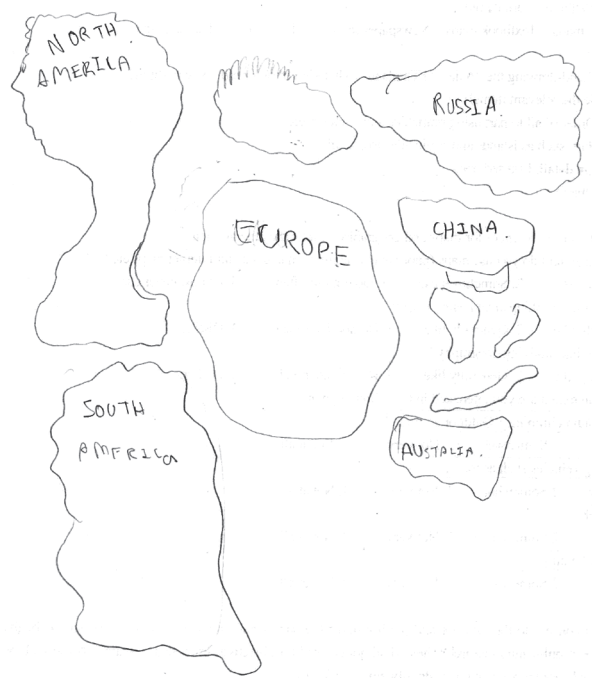 NORTH
AMERICA
RUSSIA
EUROPE
CHINA.
SOUTH
AMERICA
AUSTALIA.